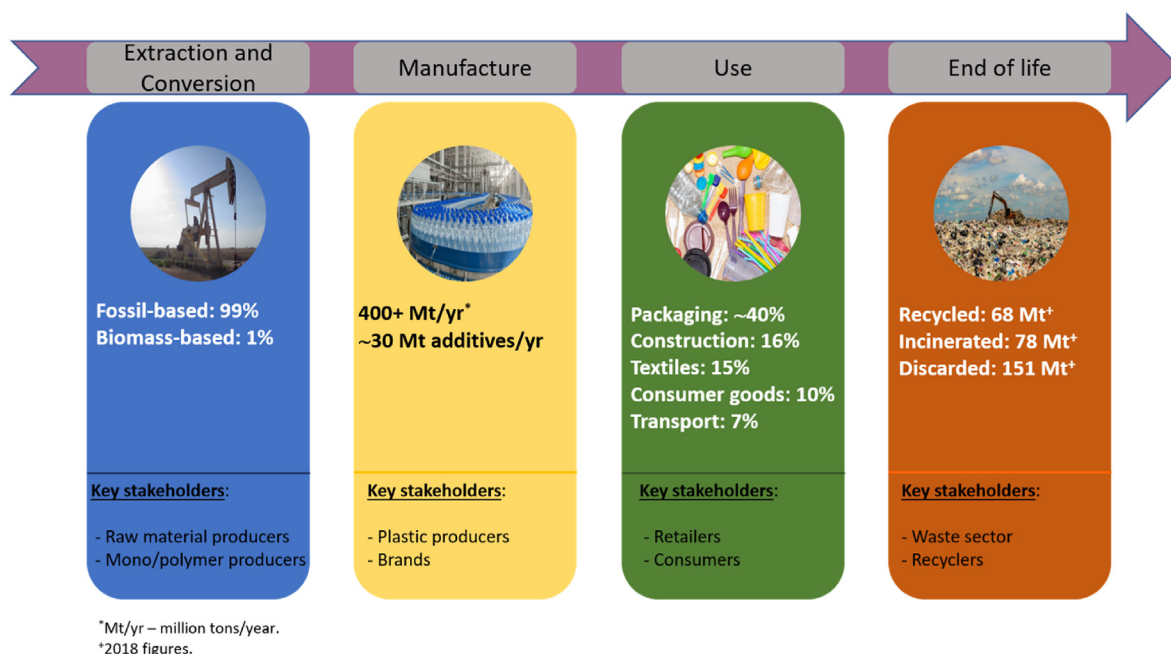 Extraction and
Conversion
Manufacture
Use
End of life
Fossil-based: 99%
Biomass-based: 1%
400+ Mt/yr*
~30 Mt additives/yr
Packaging: ~40%
Construction: 16%
Textiles: 15%
Consumer goods: 10%
Transport: 7%
Recycled: 68 Mt+
Incinerated: 78 Mt+
Discarded: 151 Mt+
Key stakeholders:
- Raw material producers
- Mono/polymer producers
Key stakeholders:
- Plastic producers
- Brands
Key stakeholders:
- Retailers
- Consumers
Key stakeholders:
- Waste sector
- Recyclers
*Mt/yr – million tons/year.
+2018 figures.